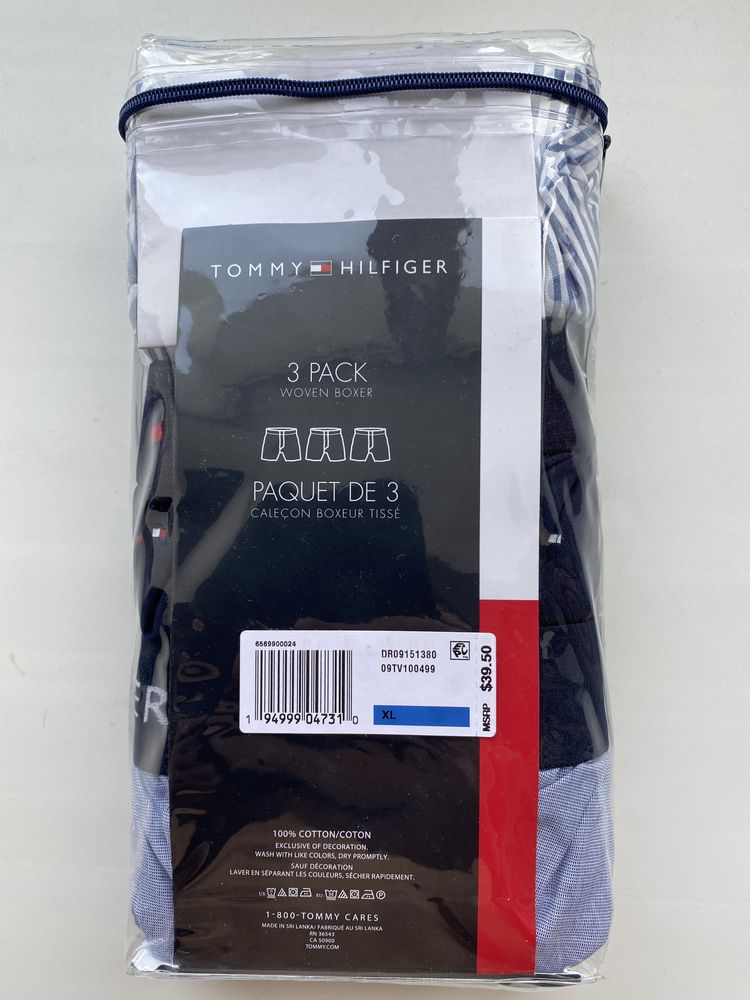 TOMMY HILFIGER
3 PACK
WOVEN BOXER
PAQUET DE 3
CALEÇON BOXEUR TISSÉ
6569900024
DR09151380
09TV100499
1 94999 04731 0
XL
MSRP $39.50
ER
100% COTTON/COTON
EXCLUSIVE OF DECORATION.
WASH WITH LIKE COLORS, DRY PROMPTLY.
SAUF DÉCORATION
LAVER EN SÉPARANT LES COULEURS, SÉCHER RAPIDEMENT.
US EU
1-800-TOMMY CARES
MADE IN SRI LANKA/ FABRIQUÉ AU SRI LANKA
RN 36543
CA 50900
TOMMY.COM